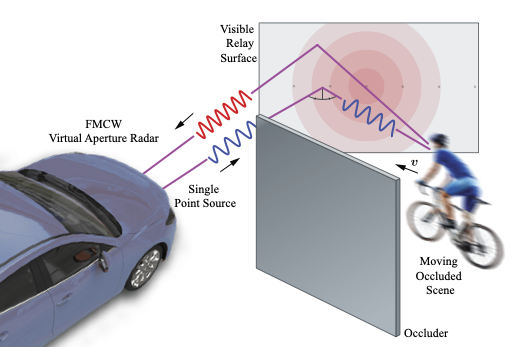 Visible
Relay
Surface
FMCW
Virtual Aperture Radar
Single
Point Source
v
Moving
Occluded
Scene
Occluder